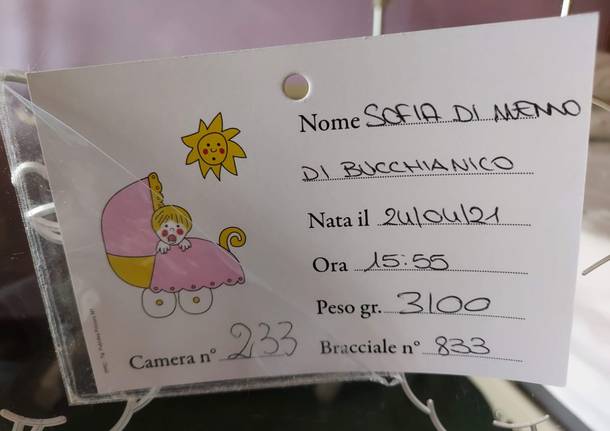 Nome SOFIA DI MEMMO
DI BUCCHIANICO
Nata il 24/04/21
Ora 15:55
Peso gr. 3100
Camera n° 233 Bracciale n° 833